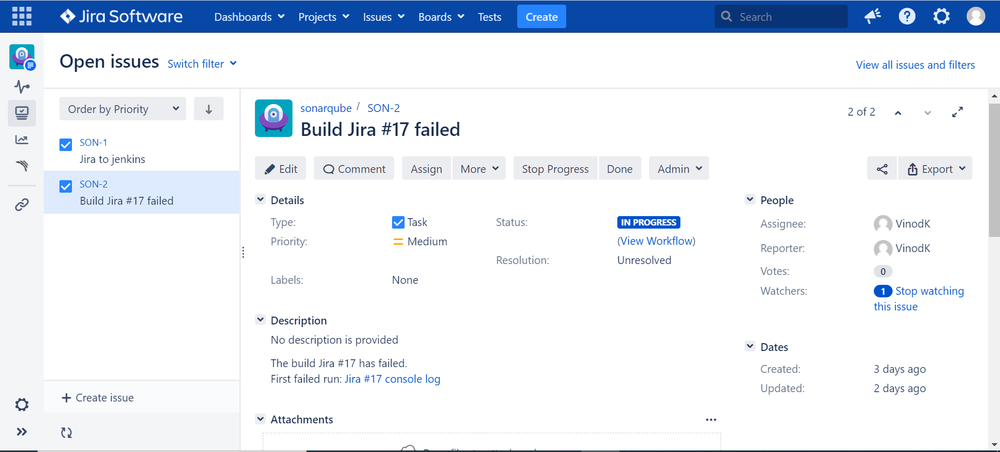 Jira Software
Dashboards Projects Issues Boards Tests Create Search
Open issues Switch filter
View all issues and filters
Order by Priority
SON-1
Jira to jenkins
SON-2
Build Jira #17 failed
+ Create issue
sonarqube / SON-2
Build Jira #17 failed
2 of 2
Edit Comment Assign More Stop Progress Done Admin Export
Details
Type: Task Status: IN PROGRESS
Priority: Medium (View Workflow)
Resolution: Unresolved
Labels: None
Description
No description is provided
The build Jira #17 has failed.
First failed run: Jira #17 console log
Attachments
People
Assignee: VinodK
Reporter: VinodK
Votes: 0
Watchers: 1 Stop watching
this issue
Dates
Created: 3 days ago
Updated: 2 days ago